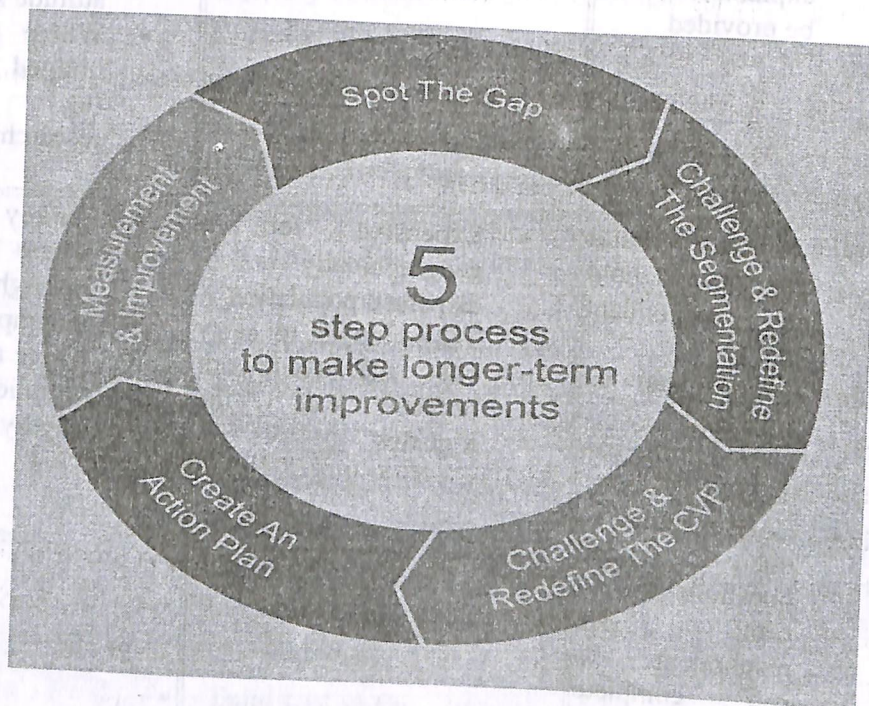 be provided
Spot The Gap
Challenge & Redefine
The Segmentation
Challenge &
Redefine The CVP
Create An
Action Plan
Measurement
& Improvement
5
step process
to make longer-term
improvements